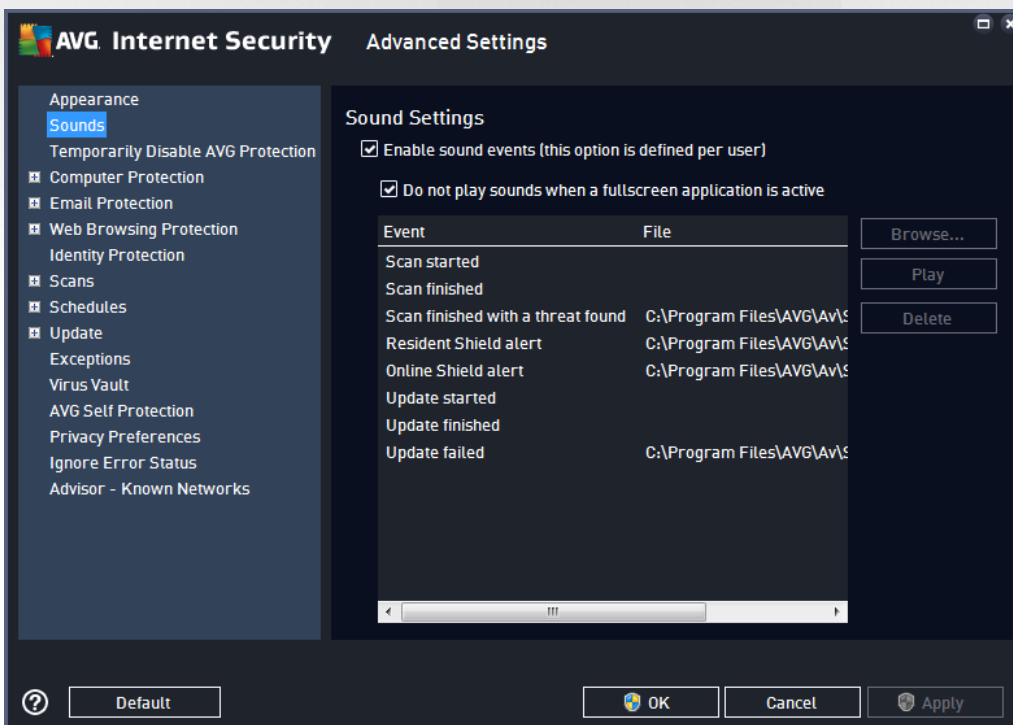 AVG. Internet Security Advanced Settings
Appearance
Sounds
Temporarily Disable AVG Protection
Computer Protection
Email Protection
Web Browsing Protection
Identity Protection
Scans
Schedules
Update
Exceptions
Virus Vault
AVG Self Protection
Privacy Preferences
Ignore Error Status
Advisor - Known Networks
Sound Settings
Enable sound events (this option is defined per user)
Do not play sounds when a fullscreen application is active
Event File
Scan started
Scan finished
Scan finished with a threat found C:\Program Files\AVG\Av\S
Resident Shield alert C:\Program Files\AVG\Av\S
Online Shield alert C:\Program Files\AVG\Av\S
Update started
Update finished
Update failed C:\Program Files\AVG\Av\S
Browse...
Play
Delete
? Default OK Cancel Apply